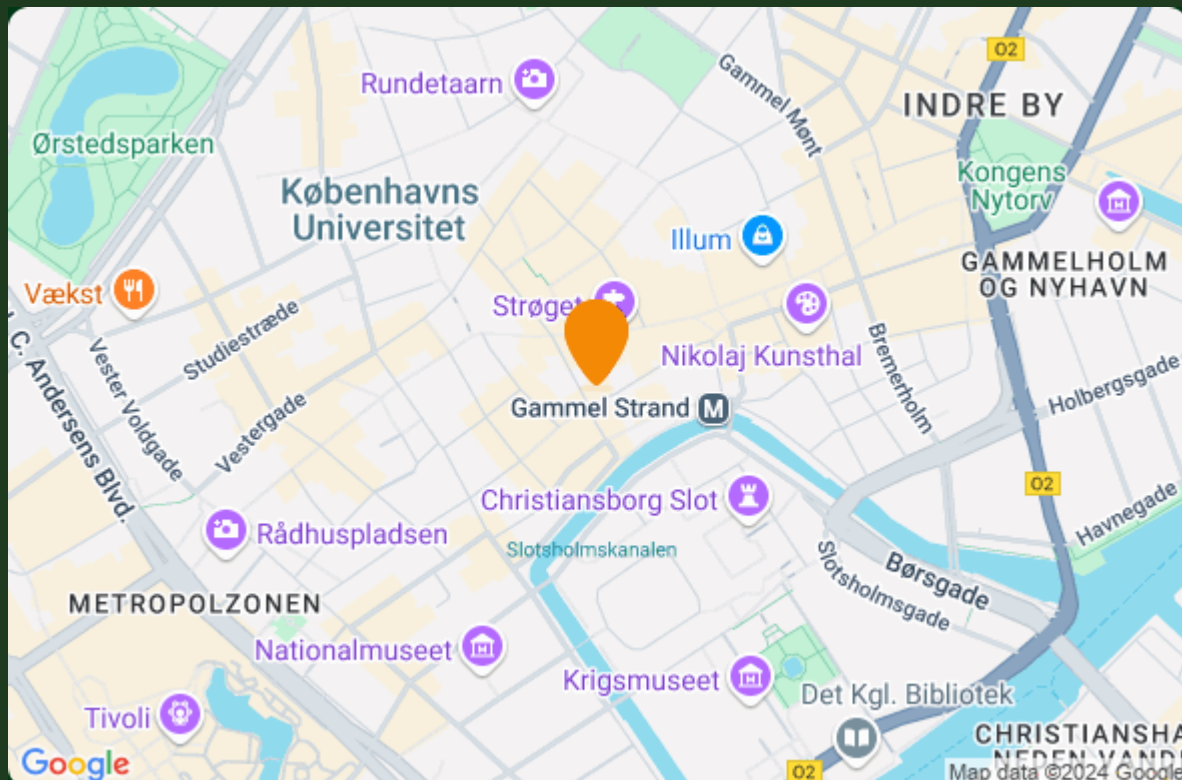 Rundetaarn
Gammel Mønt
O2
INDRE BY
Ørstedsparken
Københavns
Universitet
Kongens
Nytorv
Illum
GAMMELHOLM
OG NYHAVN
Vækst
Strøget
Studiestræde
Nikolaj Kunsthal
Bremerholm
Holbergsgade
Vester Voldgade
Vestergade
Gammel Strand
M
C. Andersens Blvd.
Christiansborg Slot
O2
Havnegade
Rådhuspladsen
Slotsholmskanalen
Børsgade
Slotsholmsgade
METROPOLZONEN
Nationalmuseet
Krigsmuseet
Det Kgl. Bibliotek
Tivoli
CHRISTIANSHA
NEDEN VAND
Google
O2
Map data ©2024 Google